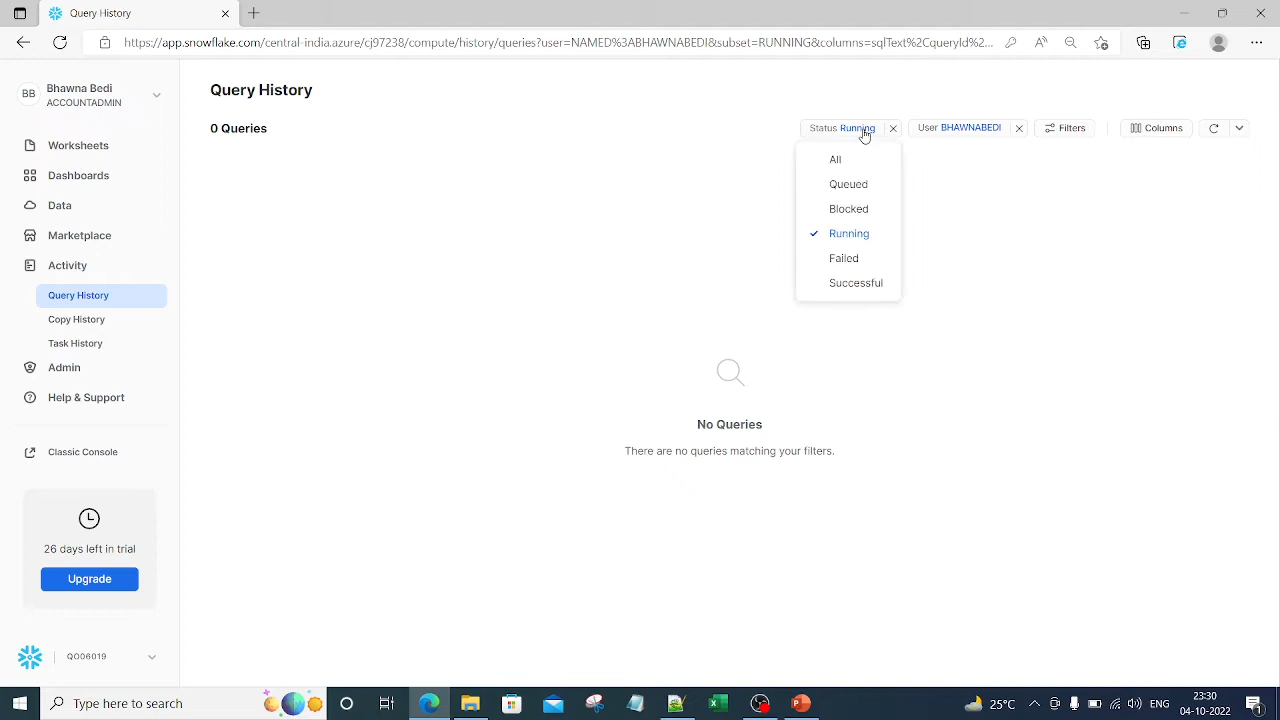 Query History
https://app.snowflake.com/central-india.azure/cj97238/compute/history/queries?user=NAMED%3ABHAWNABEDI&subset=RUNNING&columns=sqlText%2CqueryId%2...
BB
Bhawna Bedi
ACCOUNTADMIN
Worksheets
Dashboards
Data
Marketplace
Activity
Query History
Copy History
Task History
Admin
Help & Support
Classic Console
26 days left in trial
Upgrade
QO06019
Query History
0 Queries
Status Running
User BHAWNABEDI
Filters
Columns
All
Queued
Blocked
Running
Failed
Successful
No Queries
There are no queries matching your filters.
Type here to search
25°C
ENG
23:30
04-10-2022